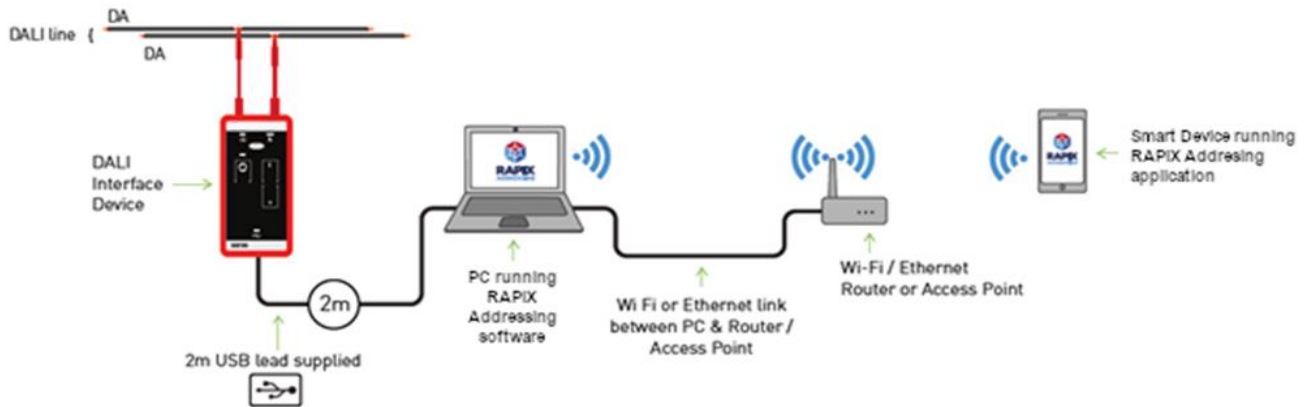 DA
DALI line {
DA
DALI
Interface
Device
RAPIX
RAPIX
Smart Device running
RAPIX Addresing
application
2m
PC running
RAPIX
Addressing
software
Wi Fi or Ethernet link
between PC & Router /
Access Point
Wi-Fi / Ethernet
Router or Access Point
2m USB lead supplied